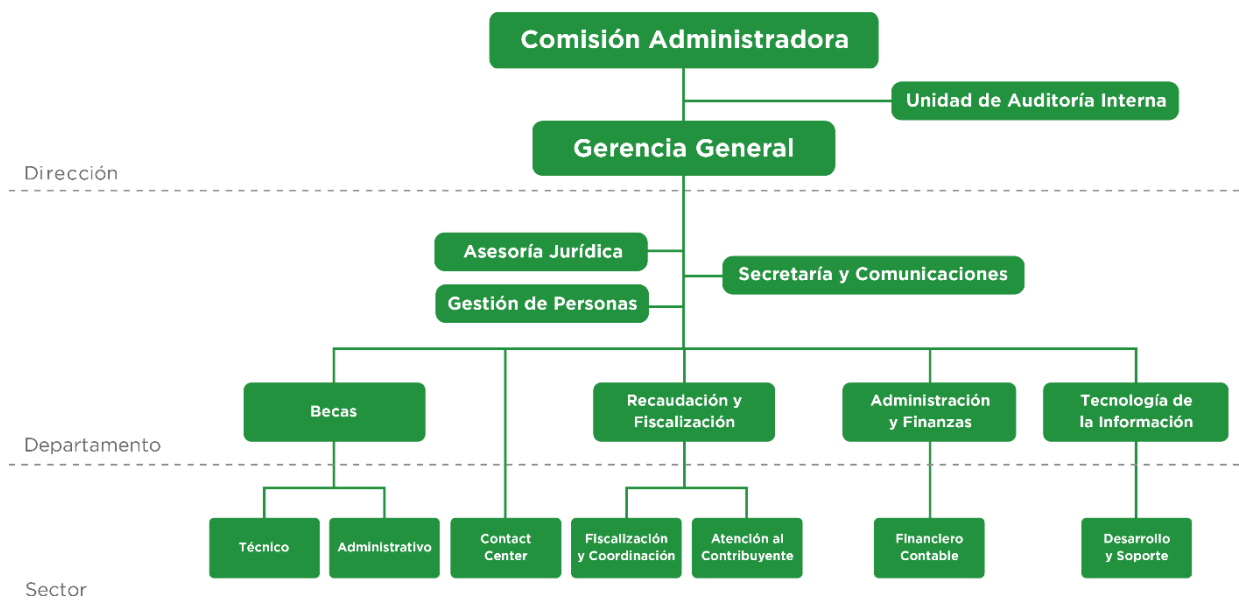 Comisión Administradora
Unidad de Auditoría Interna
Gerencia General
Dirección
Asesoría Jurídica
Secretaría y Comunicaciones
Gestión de Personas
Becas
Recaudación y
Fiscalización
Administración
y Finanzas
Tecnología de
la Información
Departamento
Técnico
Administrativo
Contact
Center
Fiscalización
y Coordinación
Atención al
Contribuyente
Financiero
Contable
Desarrollo
y Soporte
Sector